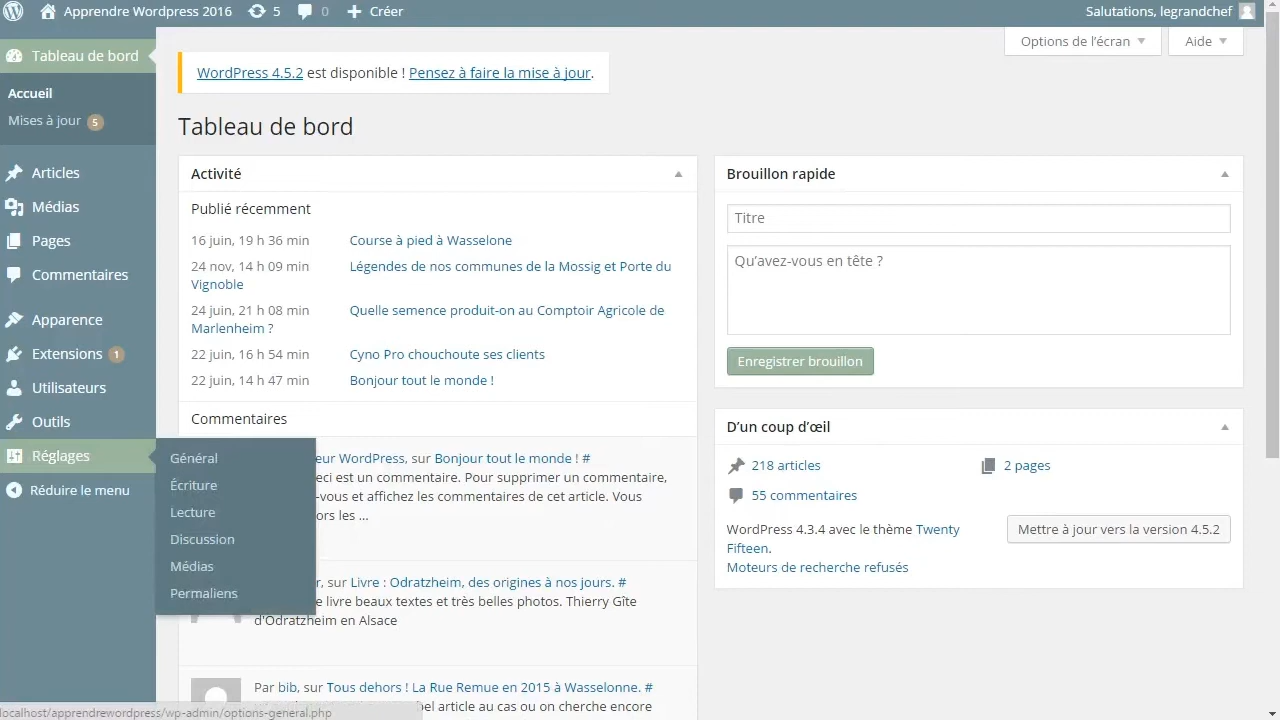 Apprendre Wordpress 2016 5 0 Créer Salutations, legrandchef
Options de l'écran Aide
Tableau de bord
Accueil
Mises à jour 5
Articles
Médias
Pages
Commentaires
Apparence
Extensions 1
Utilisateurs
Outils
Réglages
Réduire le menu
Général
Écriture
Lecture
Discussion
Médias
Permaliens
WordPress 4.5.2 est disponible ! Pensez à faire la mise à jour.
Tableau de bord
Activité
Publié récemment
16 juin, 19 h 36 min Course à pied à Wasselone
24 nov, 14 h 09 min Légendes de nos communes de la Mossig et Porte du
Vignoble
24 juin, 21 h 08 min Quelle semence produit-on au Comptoir Agricole de
Marlenheim ?
22 juin, 16 h 54 min Cyno Pro chouchoute ses clients
22 juin, 14 h 47 min Bonjour tout le monde !
Commentaires
eur WordPress, sur Bonjour tout le monde ! #
eci est un commentaire. Pour supprimer un commentaire,
-vous et affichez les commentaires de cet article. Vous
ors les ...
r, sur Livre : Odratzheim, des origines à nos jours. #
e livre beaux textes et très belles photos. Thierry Gîte
d'Odratzheim en Alsace
Par bib, sur Tous dehors ! La Rue Remue en 2015 à Wasselonne. #
bel article au cas ou on cherche encore
Brouillon rapide
Titre
Qu'avez-vous en tête ?
Enregistrer brouillon
D'un coup d'œil
218 articles 2 pages
55 commentaires
WordPress 4.3.4 avec le thème Twenty
Fifteen.
Mettre à jour vers la version 4.5.2
Moteurs de recherche refusés
localhost/apprendrewordpress/wp-admin/options-general.php